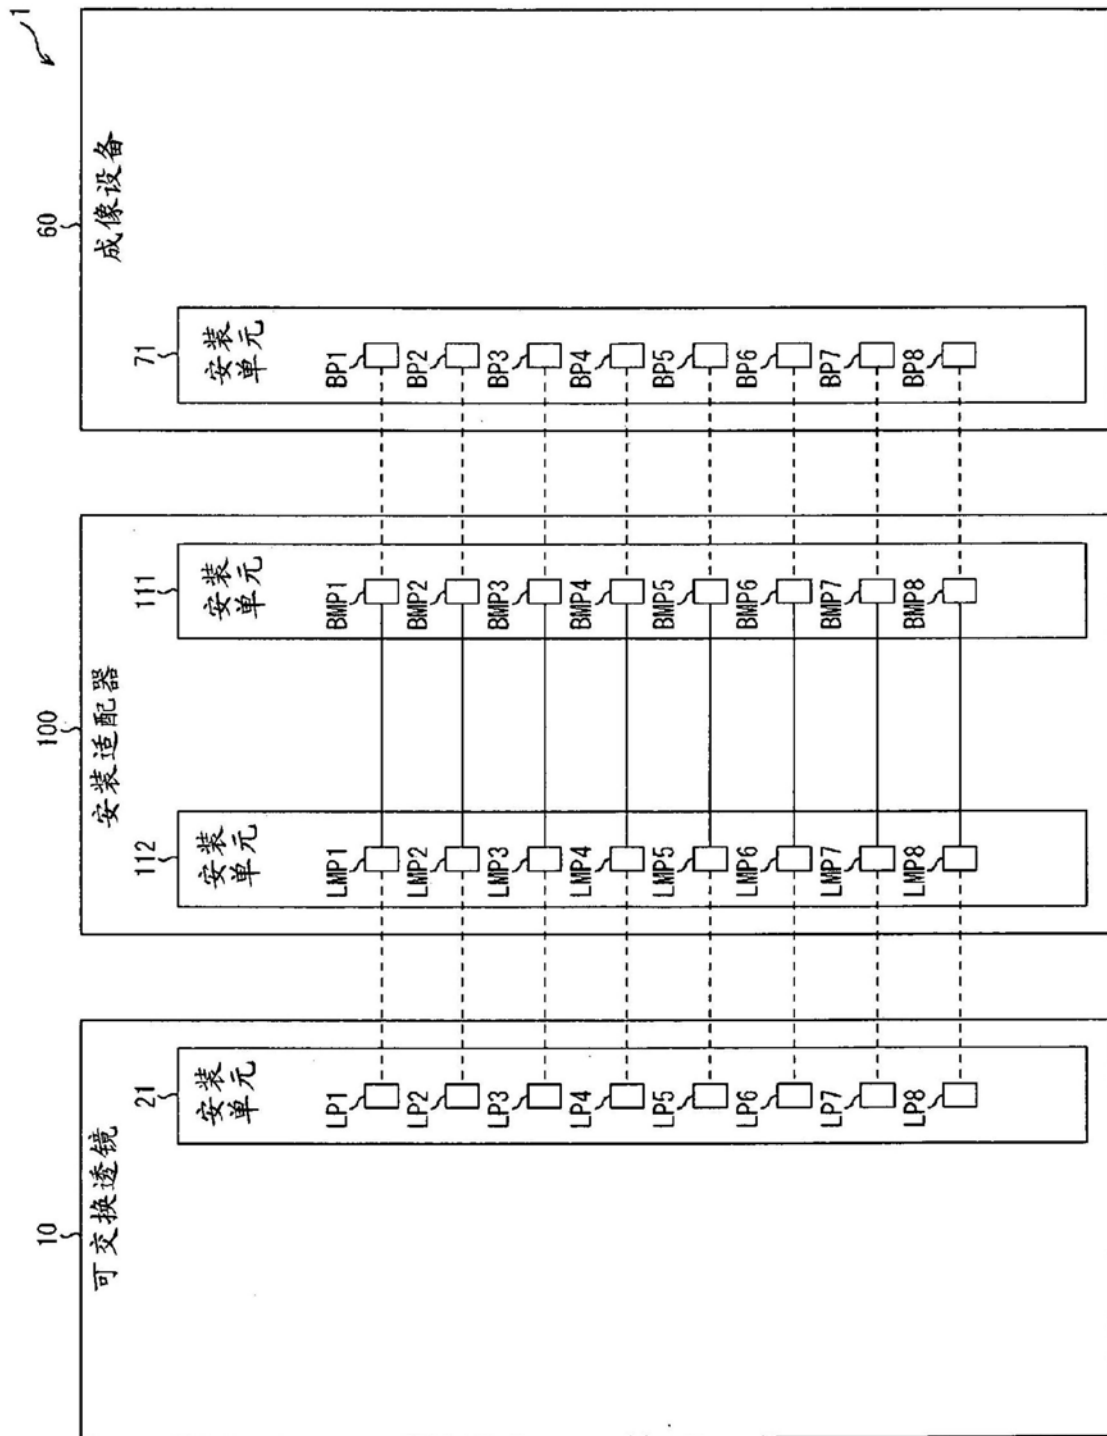 1
10
可交换透镜
21
安装
单元
LP1
LP2
LP3
LP4
LP5
LP6
LP7
LP8
100
安装适配器
112
安装
单元
LMP1
LMP2
LMP3
LMP4
LMP5
LMP6
LMP7
LMP8
111
安装
单元
BMP1
BMP2
BMP3
BMP4
BMP5
BMP6
BMP7
BMP8
60
成像设备
71
安装
单元
BP1
BP2
BP3
BP4
BP5
BP6
BP7
BP8